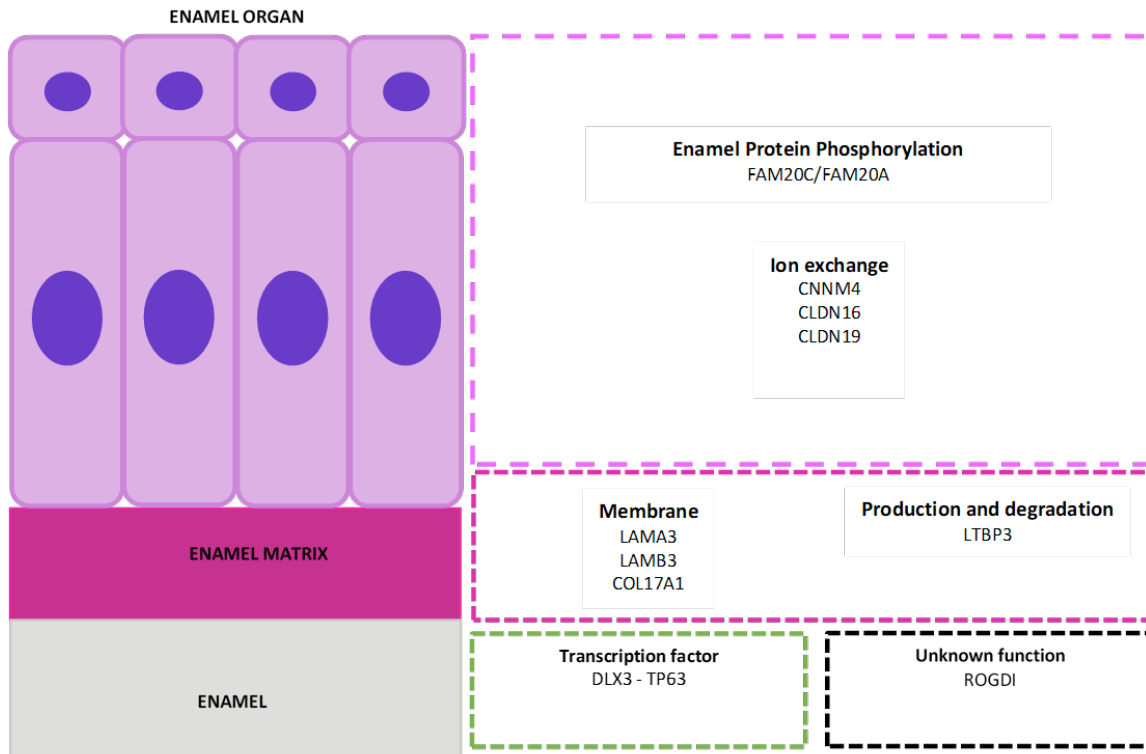 ENAMEL ORGAN
Enamel Protein Phosphorylation
FAM20C/FAM20A
Ion exchange
CNNM4
CLDN16
CLDN19
ENAMEL MATRIX
Membrane
LAMA3
LAMB3
COL17A1
Production and degradation
LTBP3
ENAMEL
Transcription factor
DLX3 - TP63
Unknown function
ROGDI